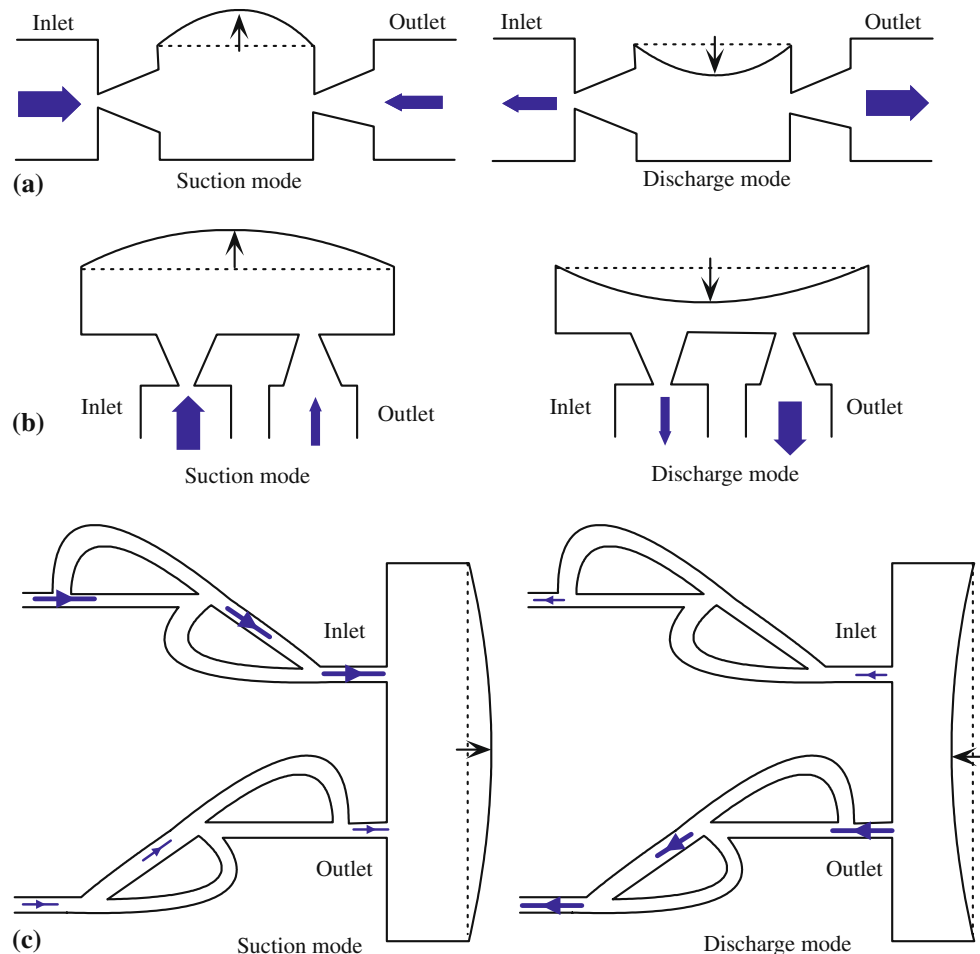 Inlet
Outlet
Inlet
Outlet
(a)
Suction mode
Discharge mode
Inlet
Outlet
Inlet
Outlet
(b)
Suction mode
Discharge mode
Inlet
Inlet
Outlet
Outlet
(c)
Suction mode
Discharge mode